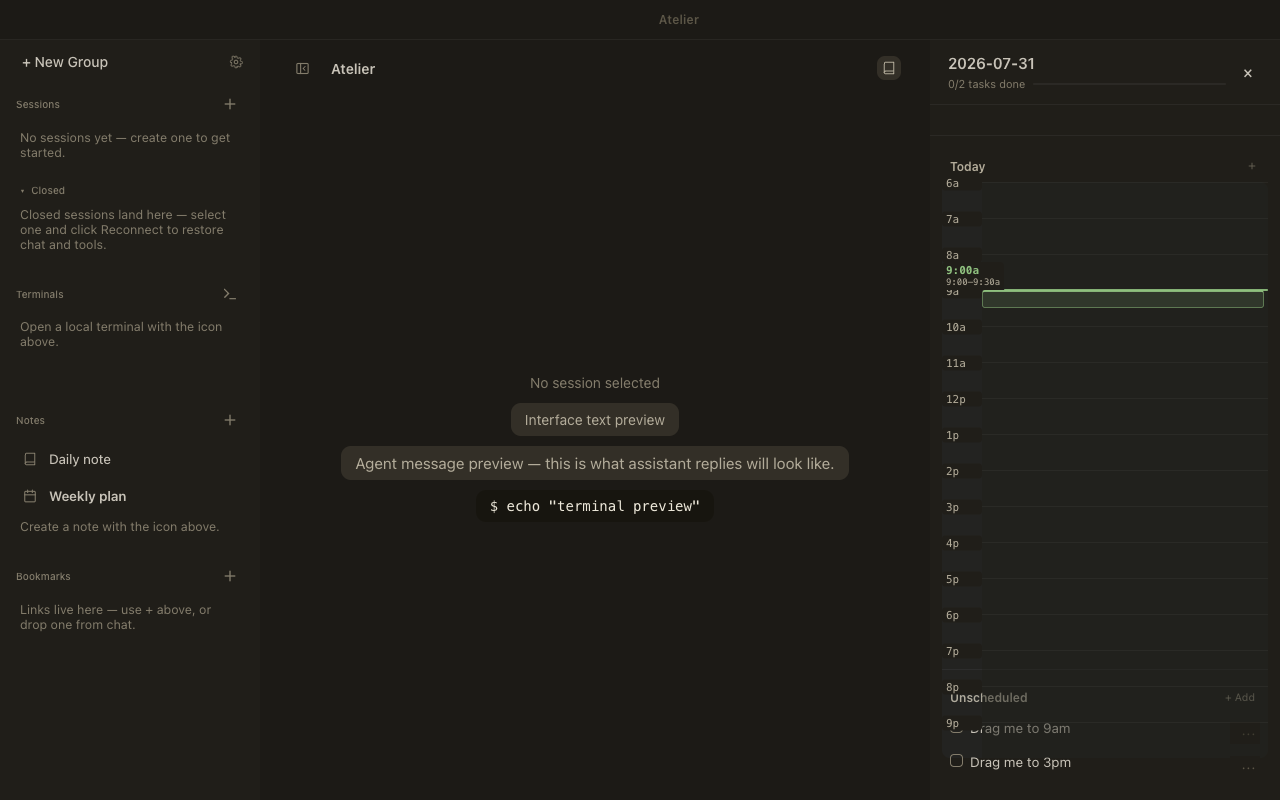 Atelier
+ New Group
Sessions
No sessions yet — create one to get
started.
Closed
Closed sessions land here — select
one and click Reconnect to restore
chat and tools.
Terminals
Open a local terminal with the icon
above.
Notes
Daily note
Weekly plan
Create a note with the icon above.
Bookmarks
Links live here — use + above, or
drop one from chat.
Atelier
No session selected
Interface text preview
Agent message preview — this is what assistant replies will look like.
$ echo "terminal preview"
2026-07-31
0/2 tasks done
Today
6a
7a
8a
9:00a
9:00–9:30a
9a
10a
11a
12p
1p
2p
3p
4p
5p
6p
7p
8p
Unscheduled
+ Add
9p
Drag me to 9am
Drag me to 3pm